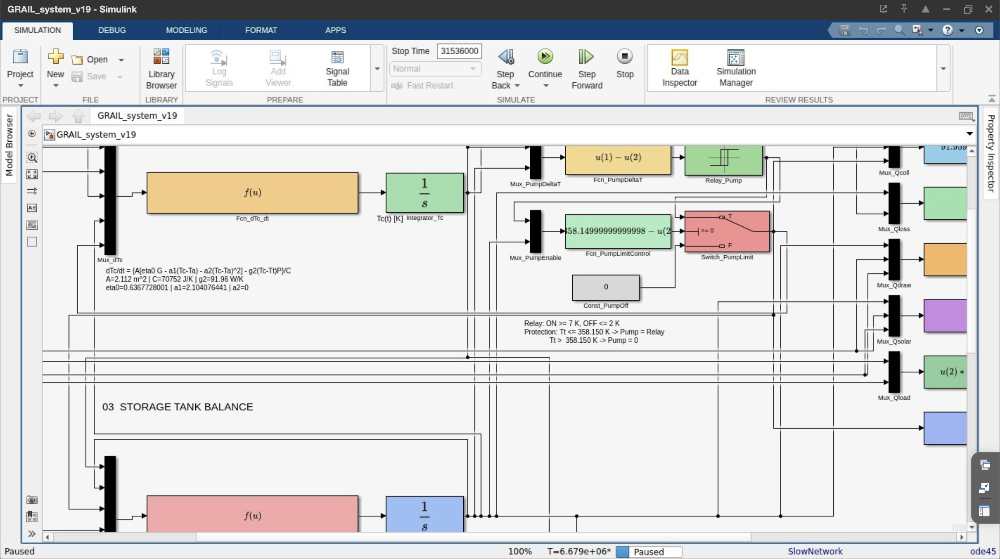 GRAIL_system_v19 - Simulink
SIMULATION
DEBUG
MODELING
FORMAT
APPS
Project
New
Open
Save
Library
Browser
Log
Signals
Add
Viewer
Signal
Table
Stop Time
31536000
Normal
Fast Restart
Step
Back
Continue
Step
Forward
Stop
Data
Inspector
Simulation
Manager
PROJECT
FILE
LIBRARY
PREPARE
SIMULATE
REVIEW RESULTS
Model Browser
Property Inspector
GRAIL_system_v19
GRAIL_system_v19
f(u)
Fcn_dTc_dt
1
s
Tc(t) [K] Integrator_Tc
Mux_dTc
dTc/dt = {A[eta0 G - a1(Tc-Ta) - a2(Tc-Ta)^2] - g2(Tc-Tt)P}/C
A=2.112 m^2 | C=70752 J/K | g2=91.96 W/K
eta0=0.6367728001 | a1=2.104076441 | a2=0
Mux_PumpDeltaT
u(1) − u(2)
Fcn_PumpDeltaT
Relay_Pump
Mux_PumpEnable
358.14999999999998 − u(2
Fcn_PumpLimitControl
T
>= 0
F
Switch_PumpLimit
0
Const_PumpOff
Relay: ON >= 7 K, OFF <= 2 K
Protection: Tt <= 358.150 K -> Pump = Relay
Tt > 358.150 K -> Pump = 0
91.959
Mux_Qcoll
Mux_Qloss
Mux_Qdraw
Mux_Qsolar
u(2) *
Mux_Qload
03 STORAGE TANK BALANCE
f(u)
1
s
Paused
100%
T=6.679e+06*
Paused
SlowNetwork
ode45